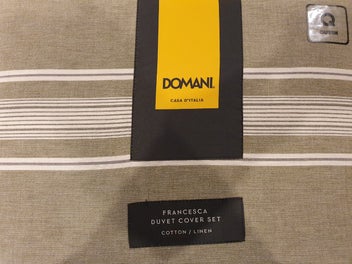 DOMANI.
CASA D'ITALIA
FRANCESCA
DUVET COVER SET
COTTON / LINEN